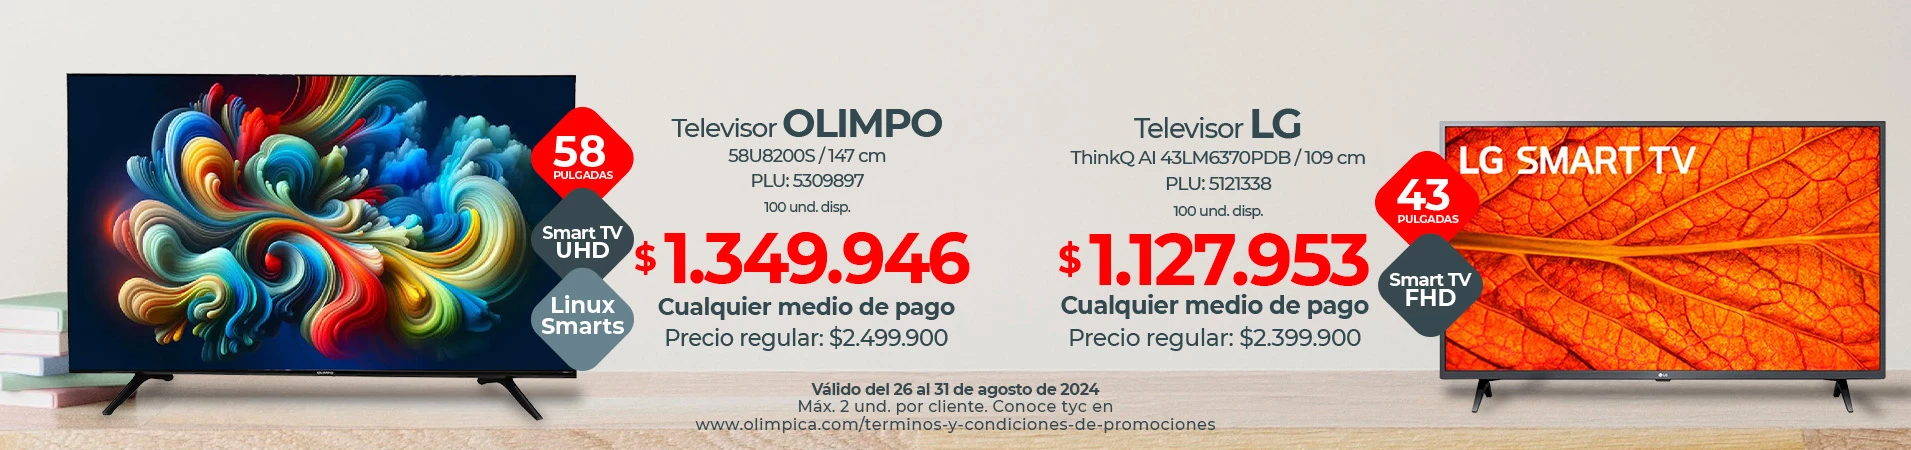 58
PULGADAS
Smart TV
UHD
Linux
Smarts
OLIMPO
Televisor OLIMPO
58U8200S / 147 cm
PLU: 5309897
100 und. disp.
$1.349.946
Cualquier medio de pago
Precio regular: $2.499.900
Televisor LG
ThinkQ AI 43LM6370PDB / 109 cm
PLU: 5121338
100 und. disp.
$1.127.953
Cualquier medio de pago
Precio regular: $2.399.900
43
PULGADAS
Smart TV
FHD
LG SMART TV
LG
Válido del 26 al 31 de agosto de 2024
Máx. 2 und. por cliente. Conoce tyc en
www.olimpica.com/terminos-y-condiciones-de-promociones